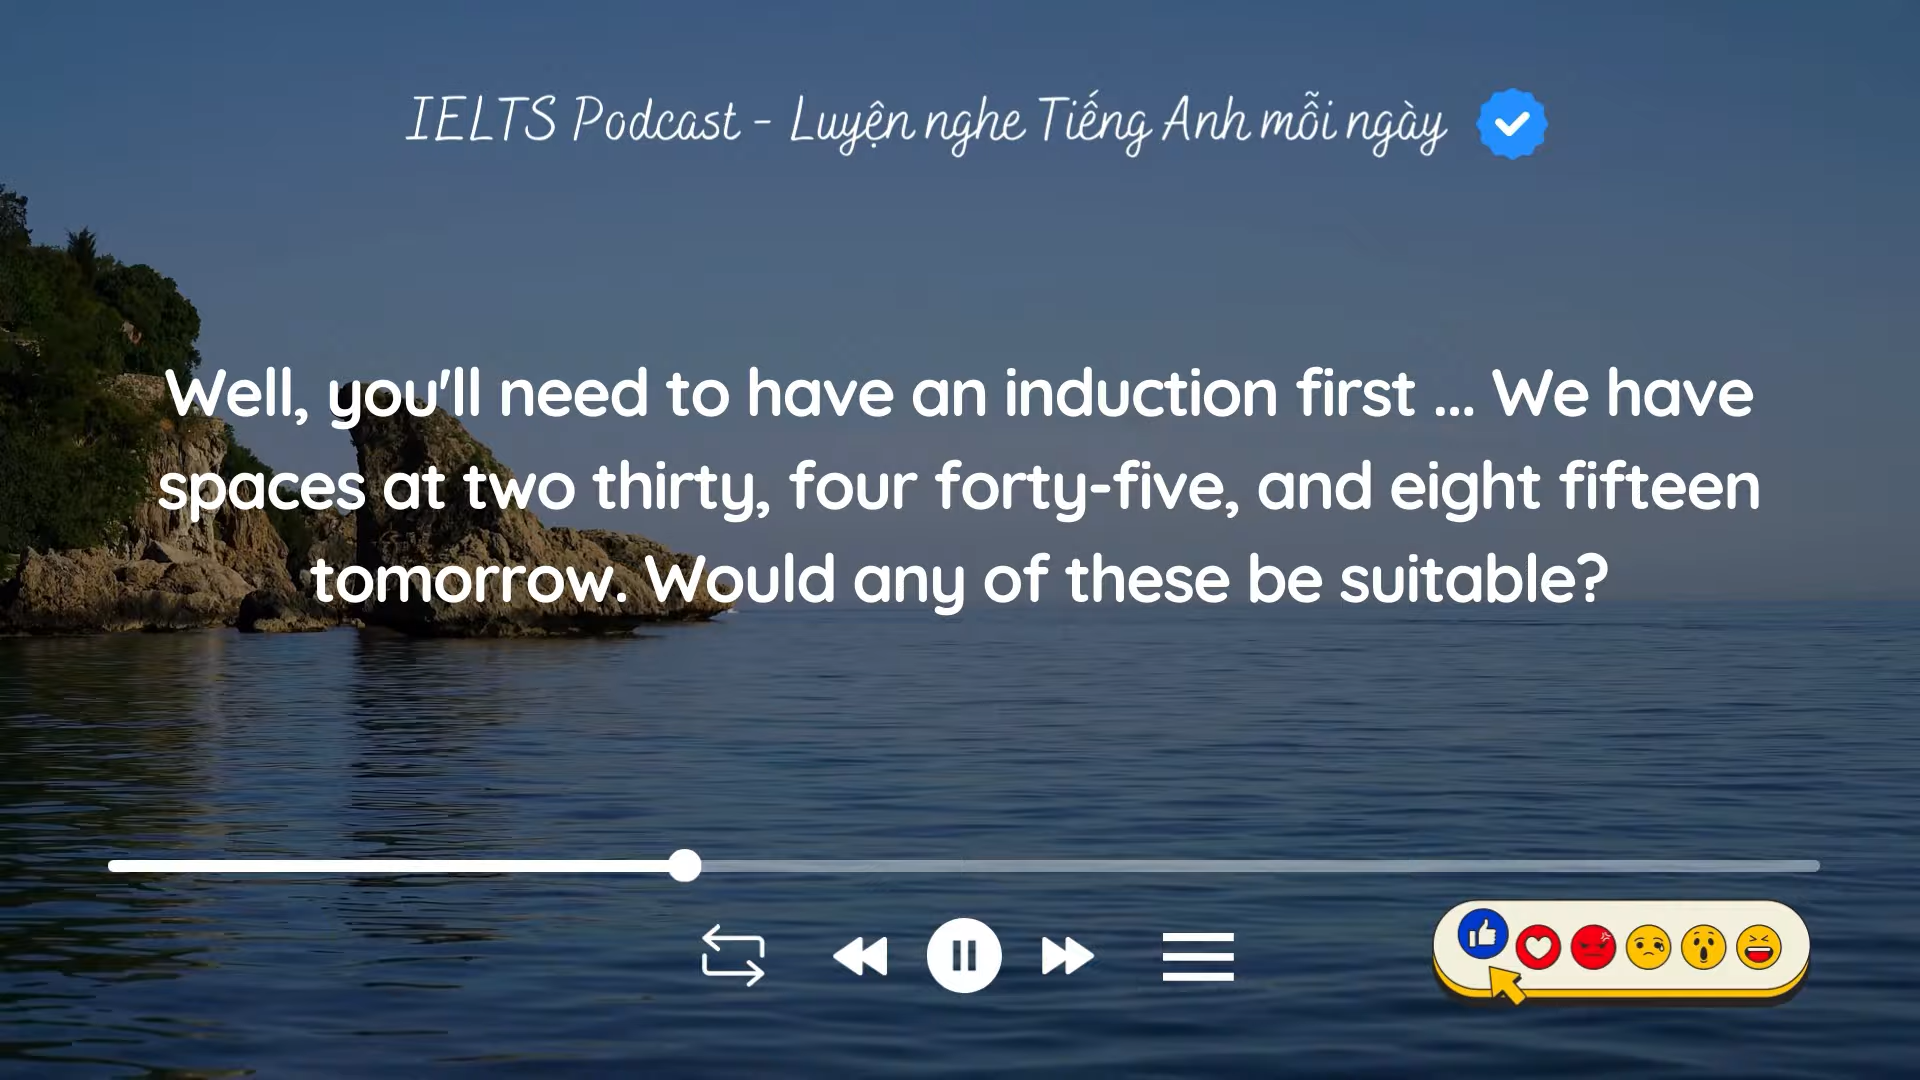 IELTS Podcast - Luyện nghe Tiếng Anh mỗi ngày
Well, you'll need to have an induction first ... We have
spaces at two thirty, four forty-five, and eight fifteen
tomorrow. Would any of these be suitable?